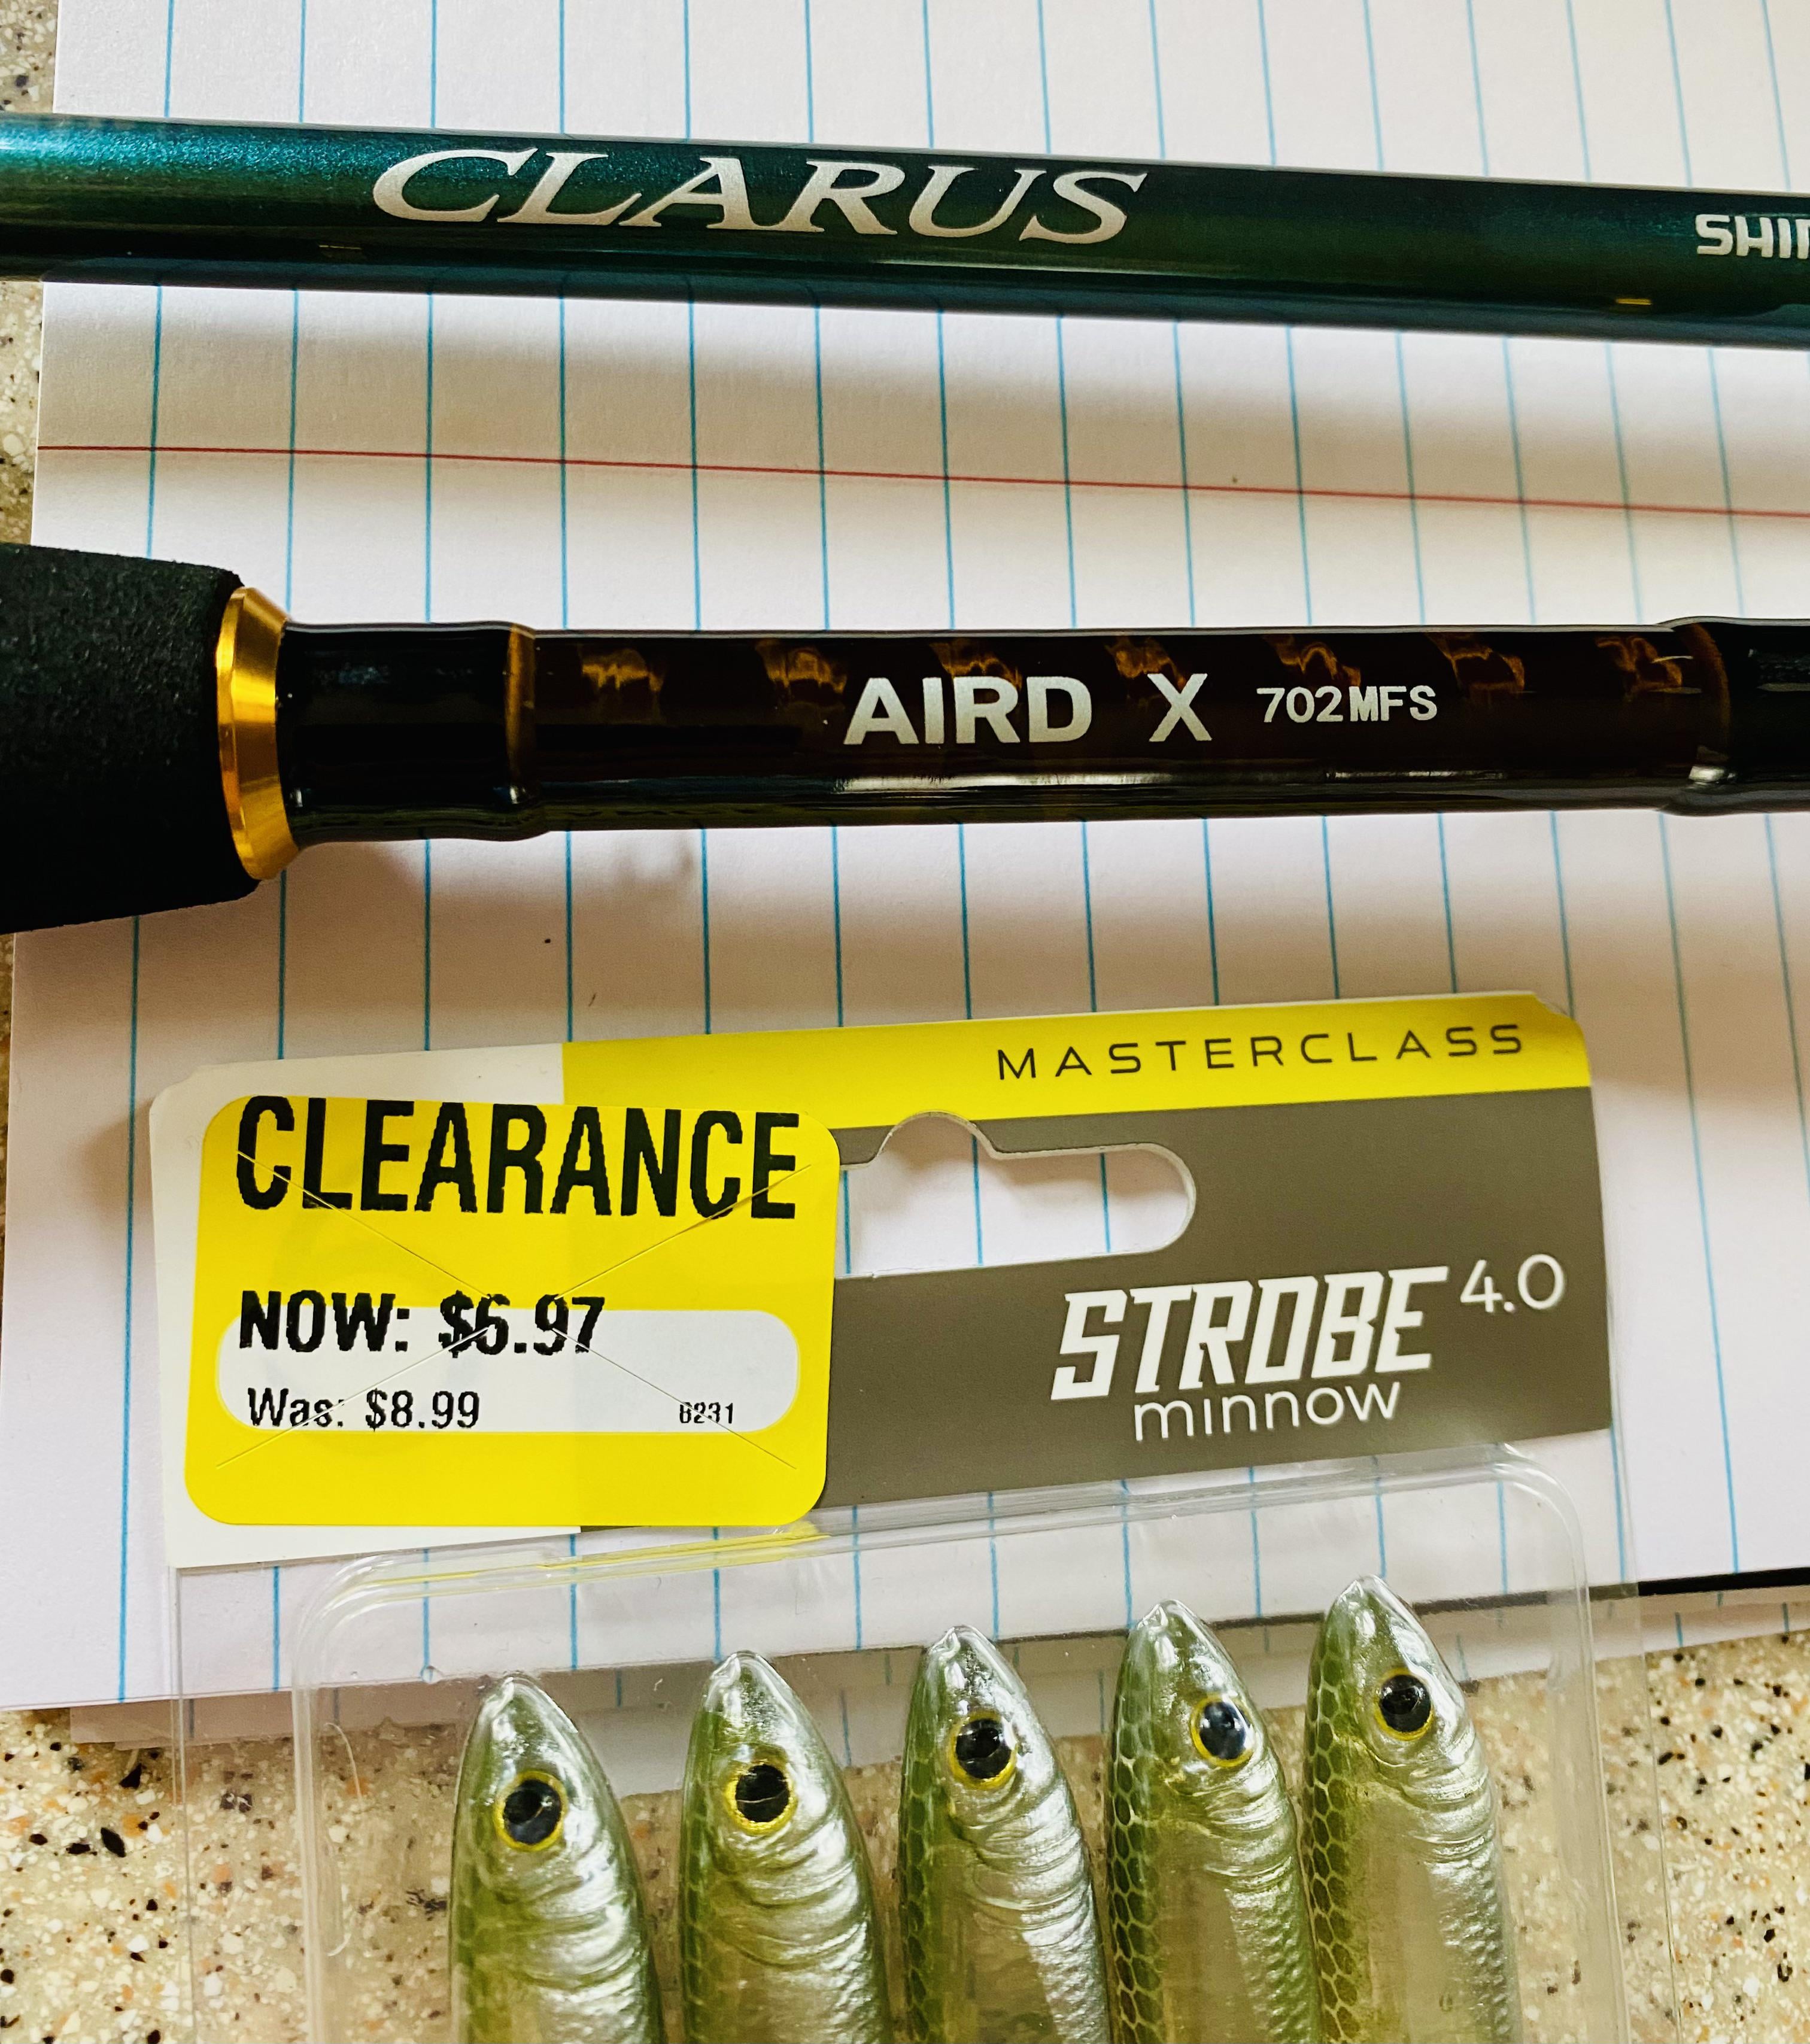 CLARUS
SHI
AIRD X 702MFS
MASTERCLASS
CLEARANCE
NOW: $6.97
Was: $8.99 6231
STROBE 4.0
minnow